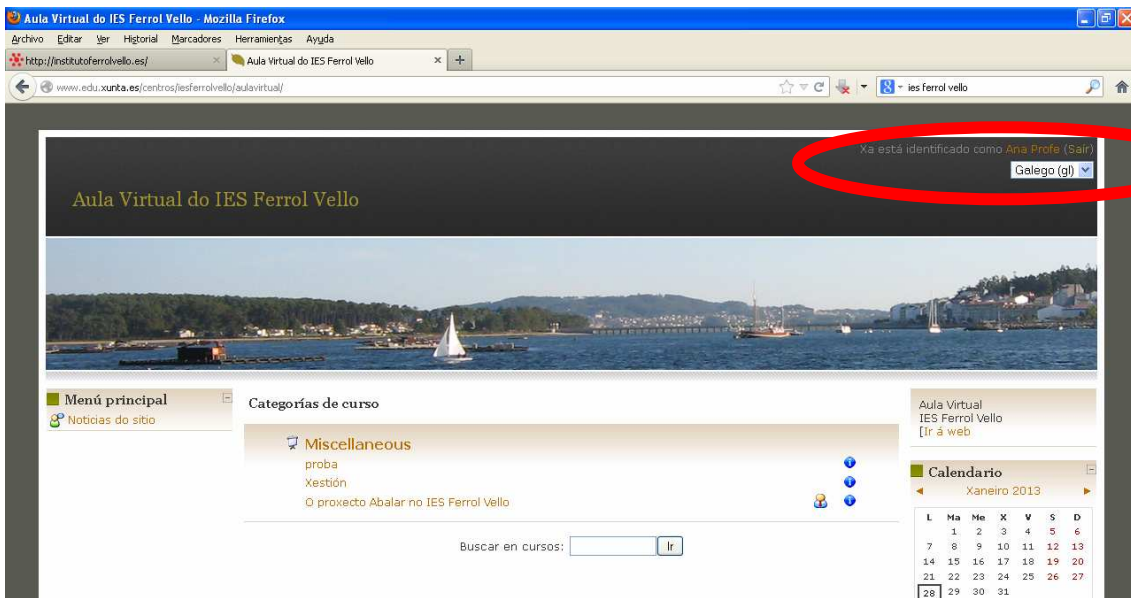 Aula Virtual do IES Ferrol Vello - Mozilla Firefox
Archivo Editar Ver Historial Marcadores Herramientas Ayuda
http://institutoferrolvello.es/ Aula Virtual do IES Ferrol Vello
www.edu.xunta.es/centros/iesferrolvello/aulavirtual/ ies ferrol vello
Xa está identificado como Ana Profe (Saír)
Galego (gl)
Aula Virtual do IES Ferrol Vello
Menú principal
Noticias do sitio
Categorías de curso
Miscellaneous
proba
Xestión
O proxecto Abalar no IES Ferrol Vello
Buscar en cursos: Ir
Aula Virtual
IES Ferrol Vello
[Ir á web
Calendario
Xaneiro 2013
L Ma Me X V S D
1 2 3 4 5 6
7 8 9 10 11 12 13
14 15 16 17 18 19 20
21 22 23 24 25 26 27
28 29 30 31